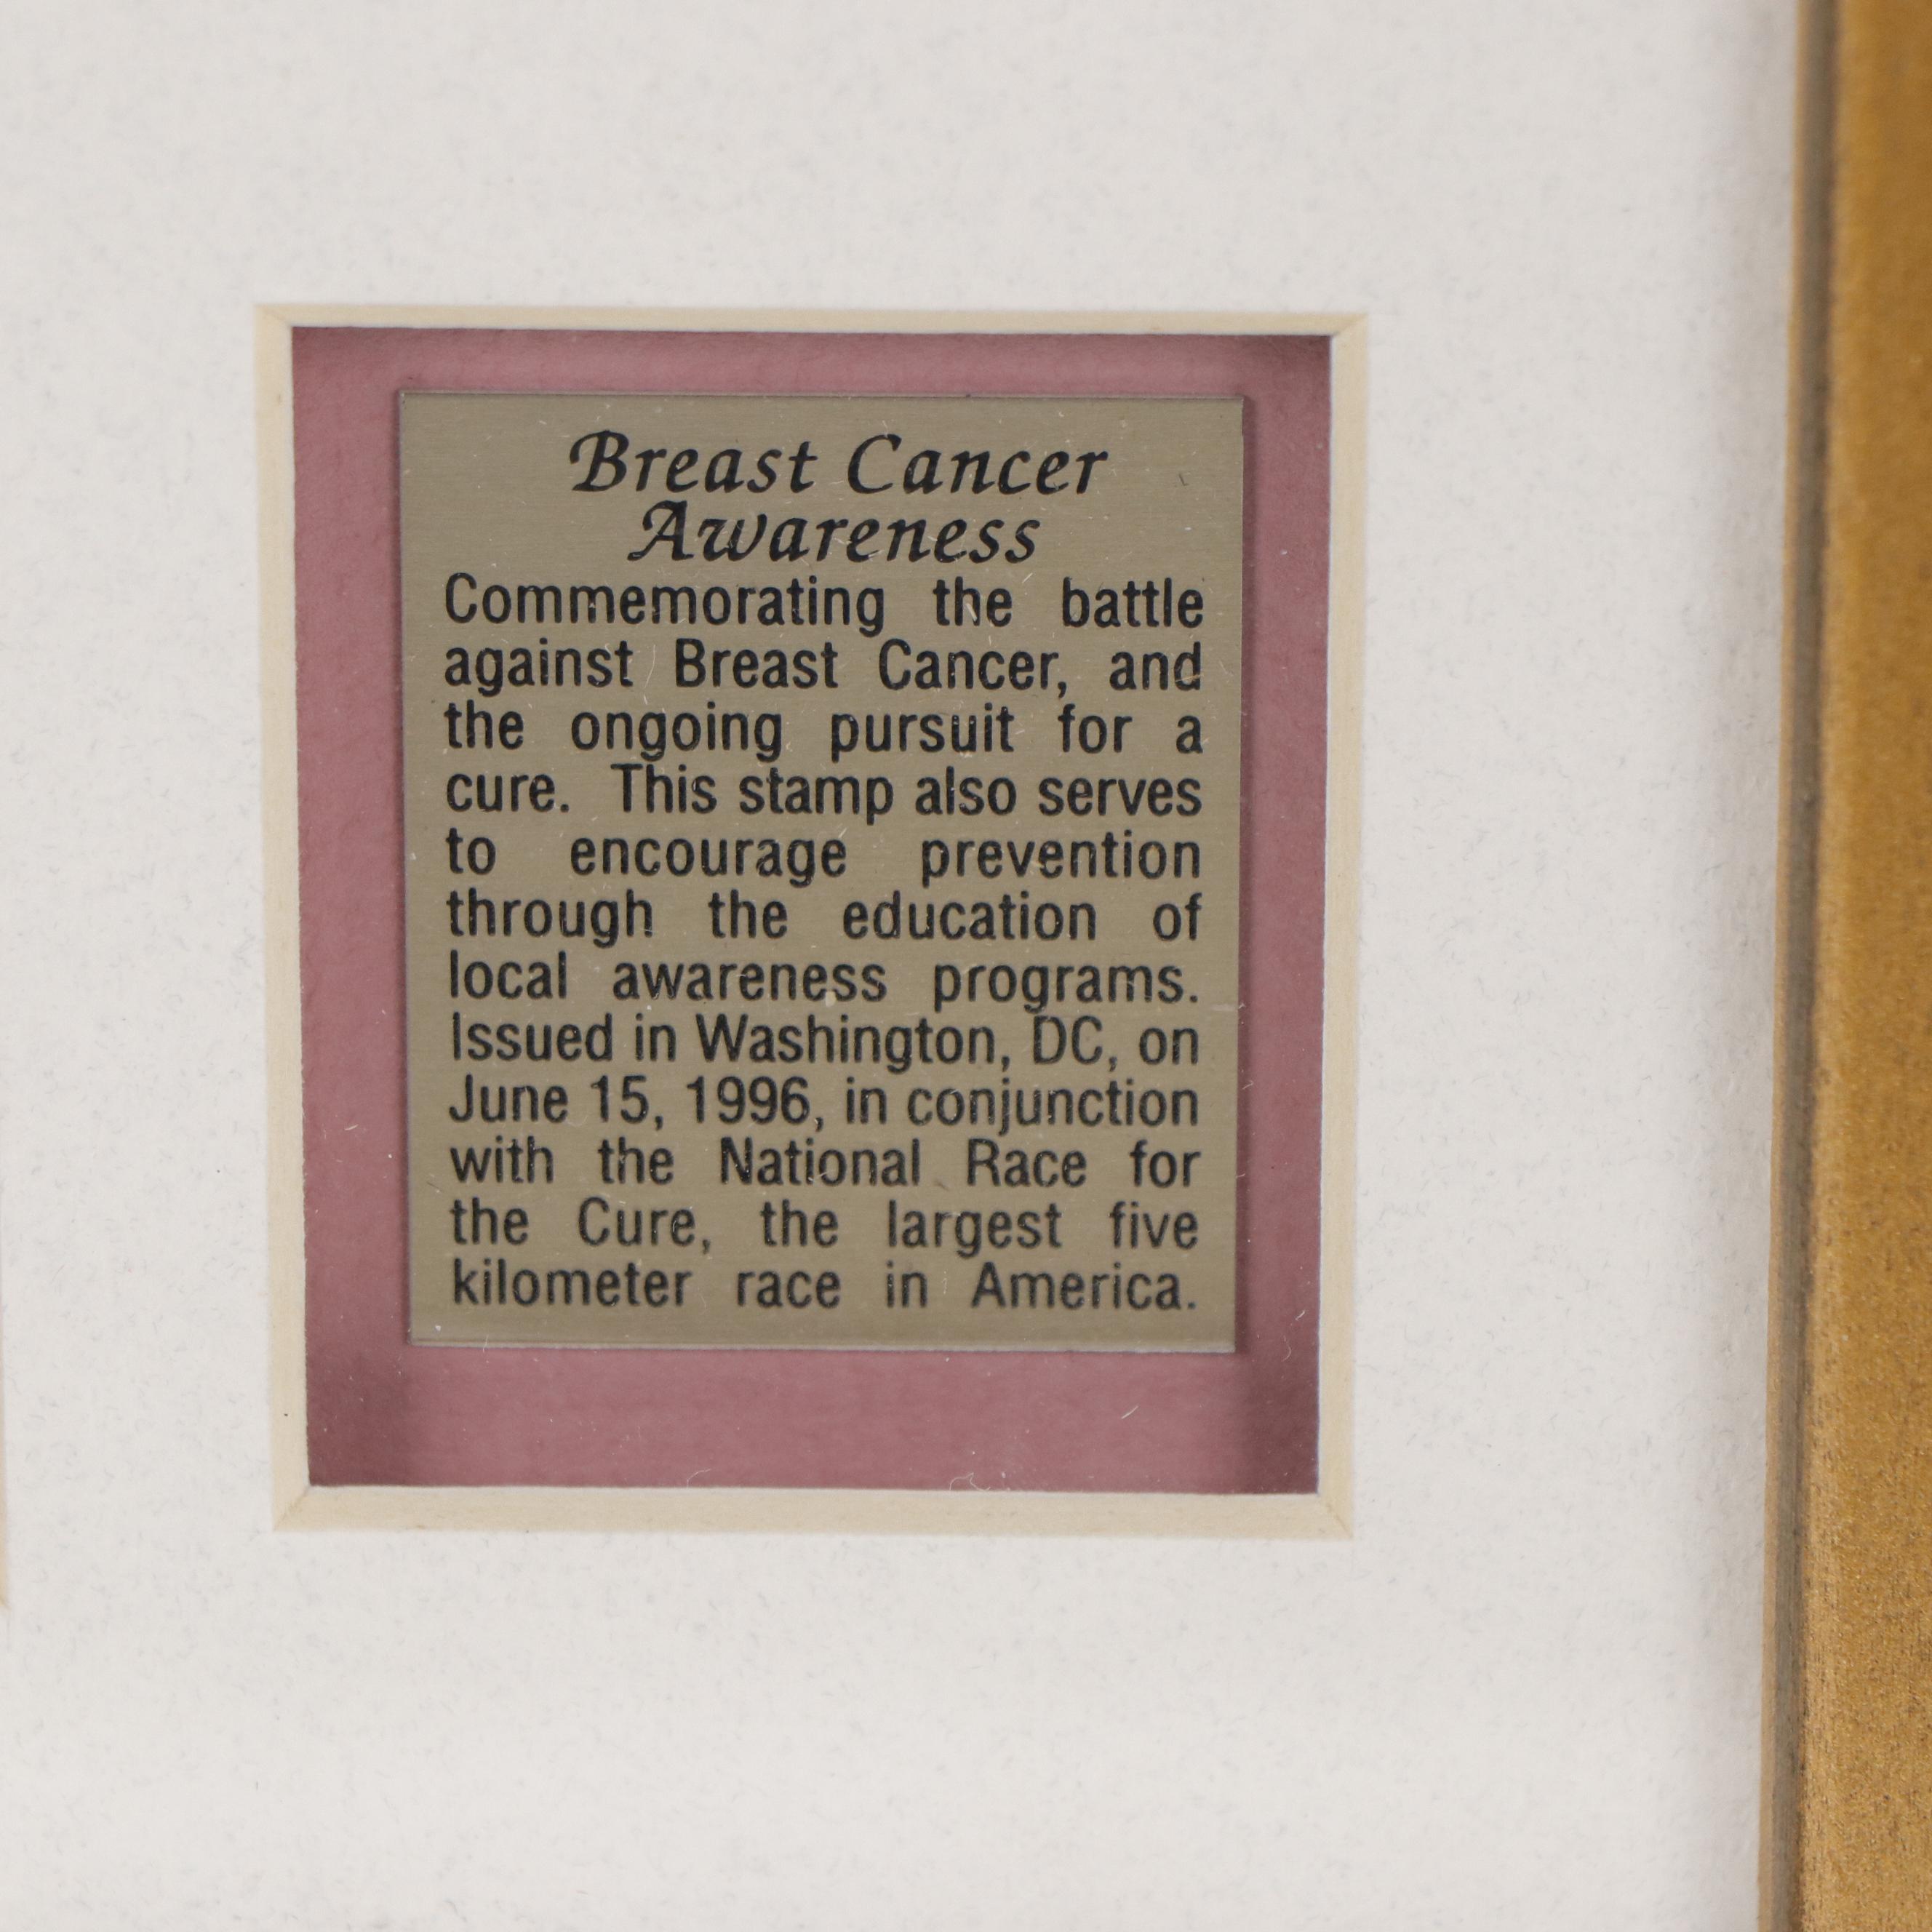 Breast Cancer
Awareness
Commemorating the battle
against Breast Cancer, and
the ongoing pursuit for a
cure. This stamp also serves
to encourage prevention
through the education of
local awareness programs.
Issued in Washington, DC, on
June 15, 1996, in conjunction
with the National Race for
the Cure, the largest five
kilometer race in America.